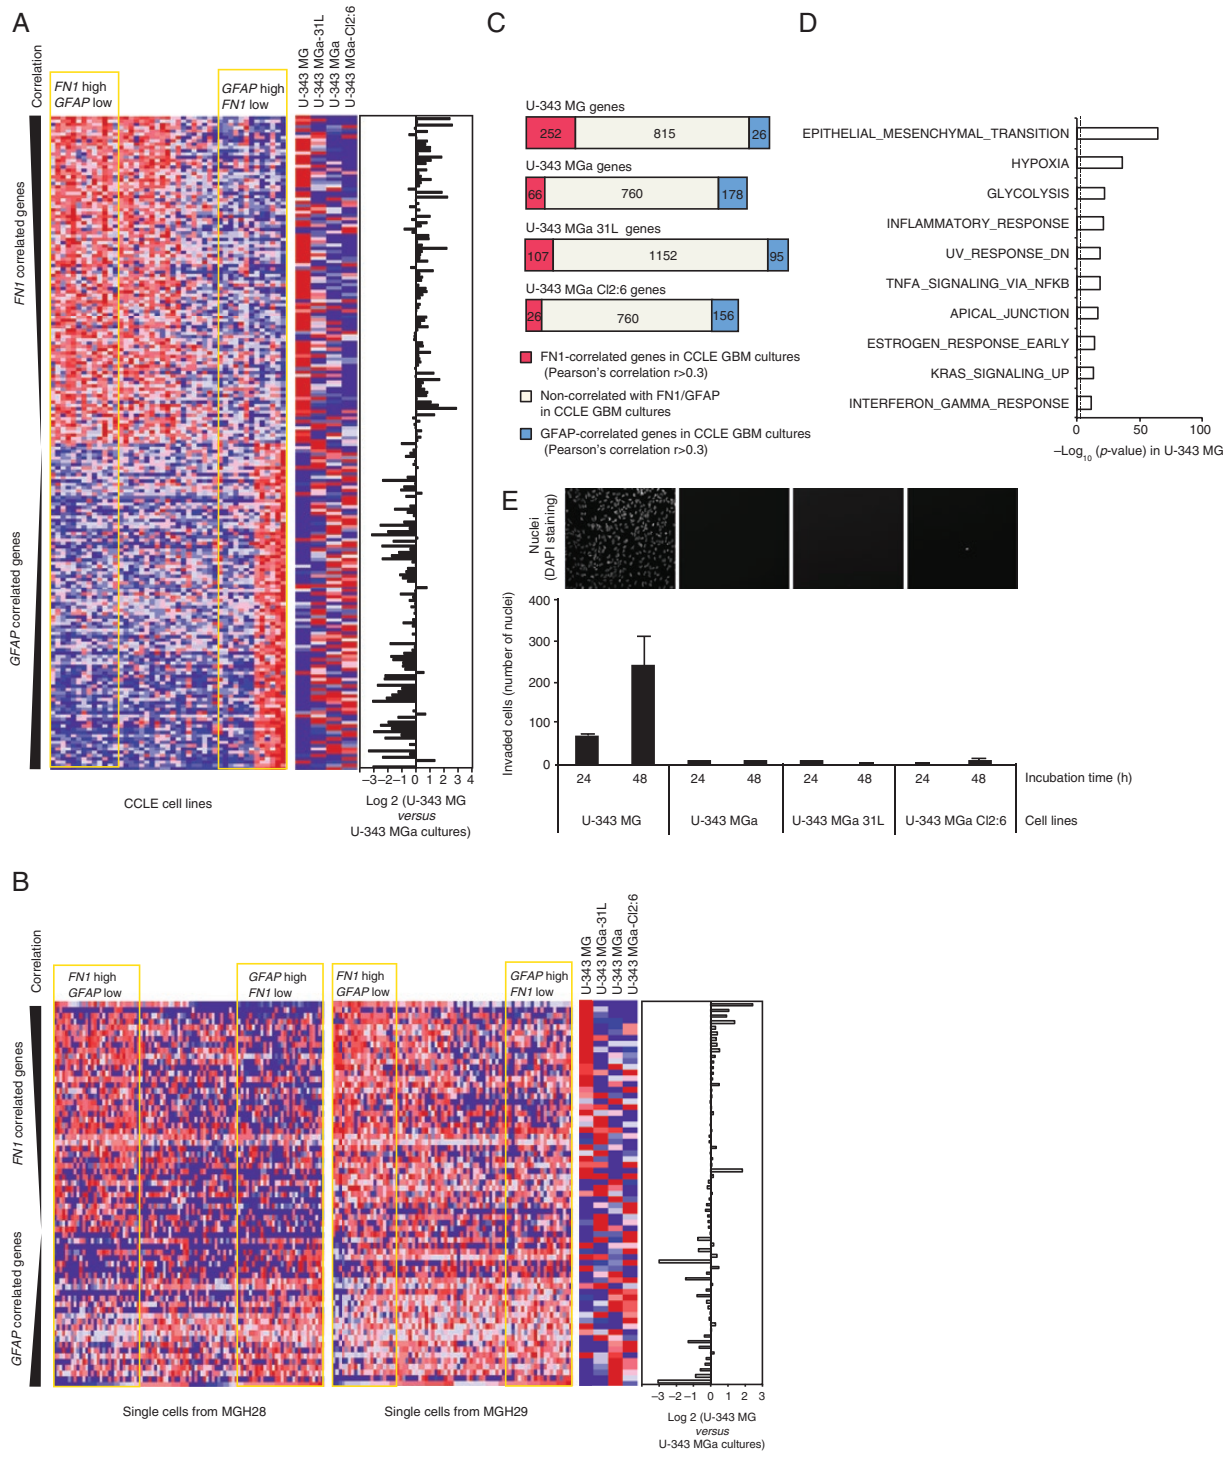 A
Correlation
FN1 high
GFAP low
GFAP high
FN1 low
U-343 MG
U-343 MGa-31L
U-343 MGa
U-343 MGa-Cl2:6
FN1 correlated genes
GFAP correlated genes
CCLE cell lines
–3 –2 –1 0 1 2 3 4
Log 2 (U-343 MG
versus
U-343 MGa cultures)
C
U-343 MG genes
252 815 26
U-343 MGa genes
66 760 178
U-343 MGa 31L genes
107 1152 95
U-343 MGa Cl2:6 genes
26 760 156
FN1-correlated genes in CCLE GBM cultures
(Pearson's correlation r>0.3)
Non-correlated with FN1/GFAP
in CCLE GBM cultures
GFAP-correlated genes in CCLE GBM cultures
(Pearson's correlation r>0.3)
D
EPITHELIAL_MESENCHYMAL_TRANSITION
HYPOXIA
GLYCOLYSIS
INFLAMMATORY_RESPONSE
UV_RESPONSE_DN
TNFA_SIGNALING_VIA_NFKB
APICAL_JUNCTION
ESTROGEN_RESPONSE_EARLY
KRAS_SIGNALING_UP
INTERFERON_GAMMA_RESPONSE
0 50 100
–Log10 (p-value) in U-343 MG
E
Nuclei
(DAPI staining)
Invaded cells (number of nuclei)
400
300
200
100
0
24 48 24 48 24 48 24 48 Incubation time (h)
U-343 MG U-343 MGa U-343 MGa 31L U-343 MGa Cl2:6 Cell lines
B
Correlation
FN1 high
GFAP low
GFAP high
FN1 low
FN1 high
GFAP low
GFAP high
FN1 low
U-343 MG
U-343 MGa-31L
U-343 MGa
U-343 MGa-Cl2:6
FN1 correlated genes
GFAP correlated genes
Single cells from MGH28
Single cells from MGH29
–3 –2 –1 0 1 2 3
Log 2 (U-343 MG
versus
U-343 MGa cultures)